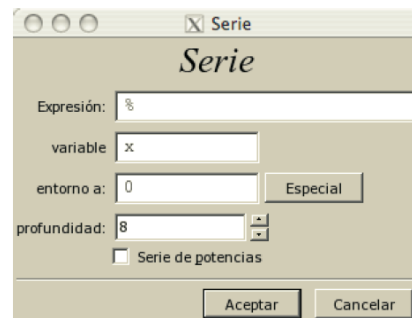 Serie
Serie
Expresión: %
variable x
entorno a: 0 Especial
profundidad: 8
Serie de potencias
Aceptar Cancelar